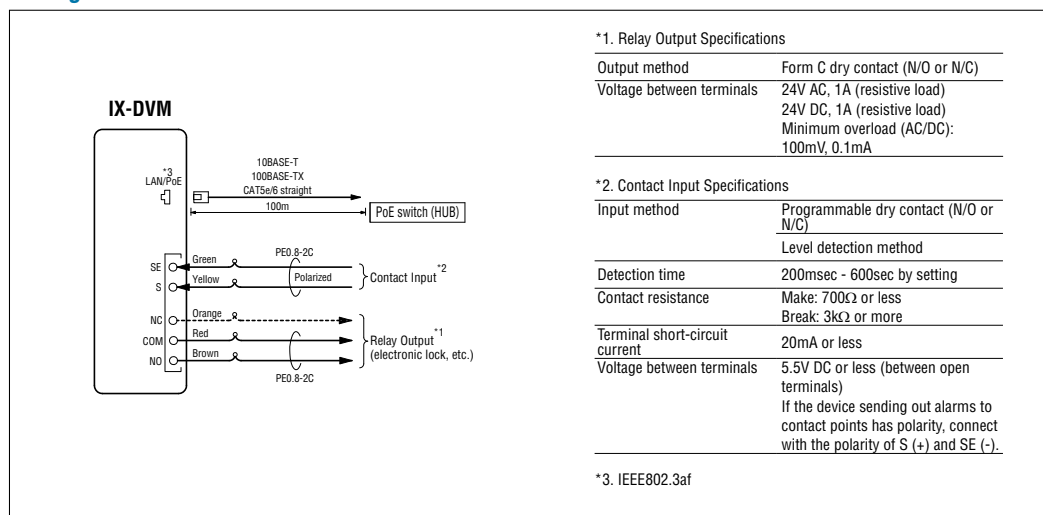 IX-DVM
*3
LAN/PoE
10BASE-T
100BASE-TX
CAT5e/6 straight
100m
PoE switch (HUB)
SE
Green
S
Yellow
PE0.8-2C
Polarized
Contact Input*2
NC
Orange
COM
Red
NO
Brown
PE0.8-2C
Relay Output*1
(electronic lock, etc.)
*1. Relay Output Specifications
Output method Form C dry contact (N/O or N/C)
Voltage between terminals 24V AC, 1A (resistive load)
24V DC, 1A (resistive load)
Minimum overload (AC/DC):
100mV, 0.1mA
*2. Contact Input Specifications
Input method Programmable dry contact (N/O or
N/C)
Level detection method
Detection time 200msec - 600sec by setting
Contact resistance Make: 700Ω or less
Break: 3kΩ or more
Terminal short-circuit
current 20mA or less
Voltage between terminals 5.5V DC or less (between open
terminals)
If the device sending out alarms to
contact points has polarity, connect
with the polarity of S (+) and SE (-).
*3. IEEE802.3af